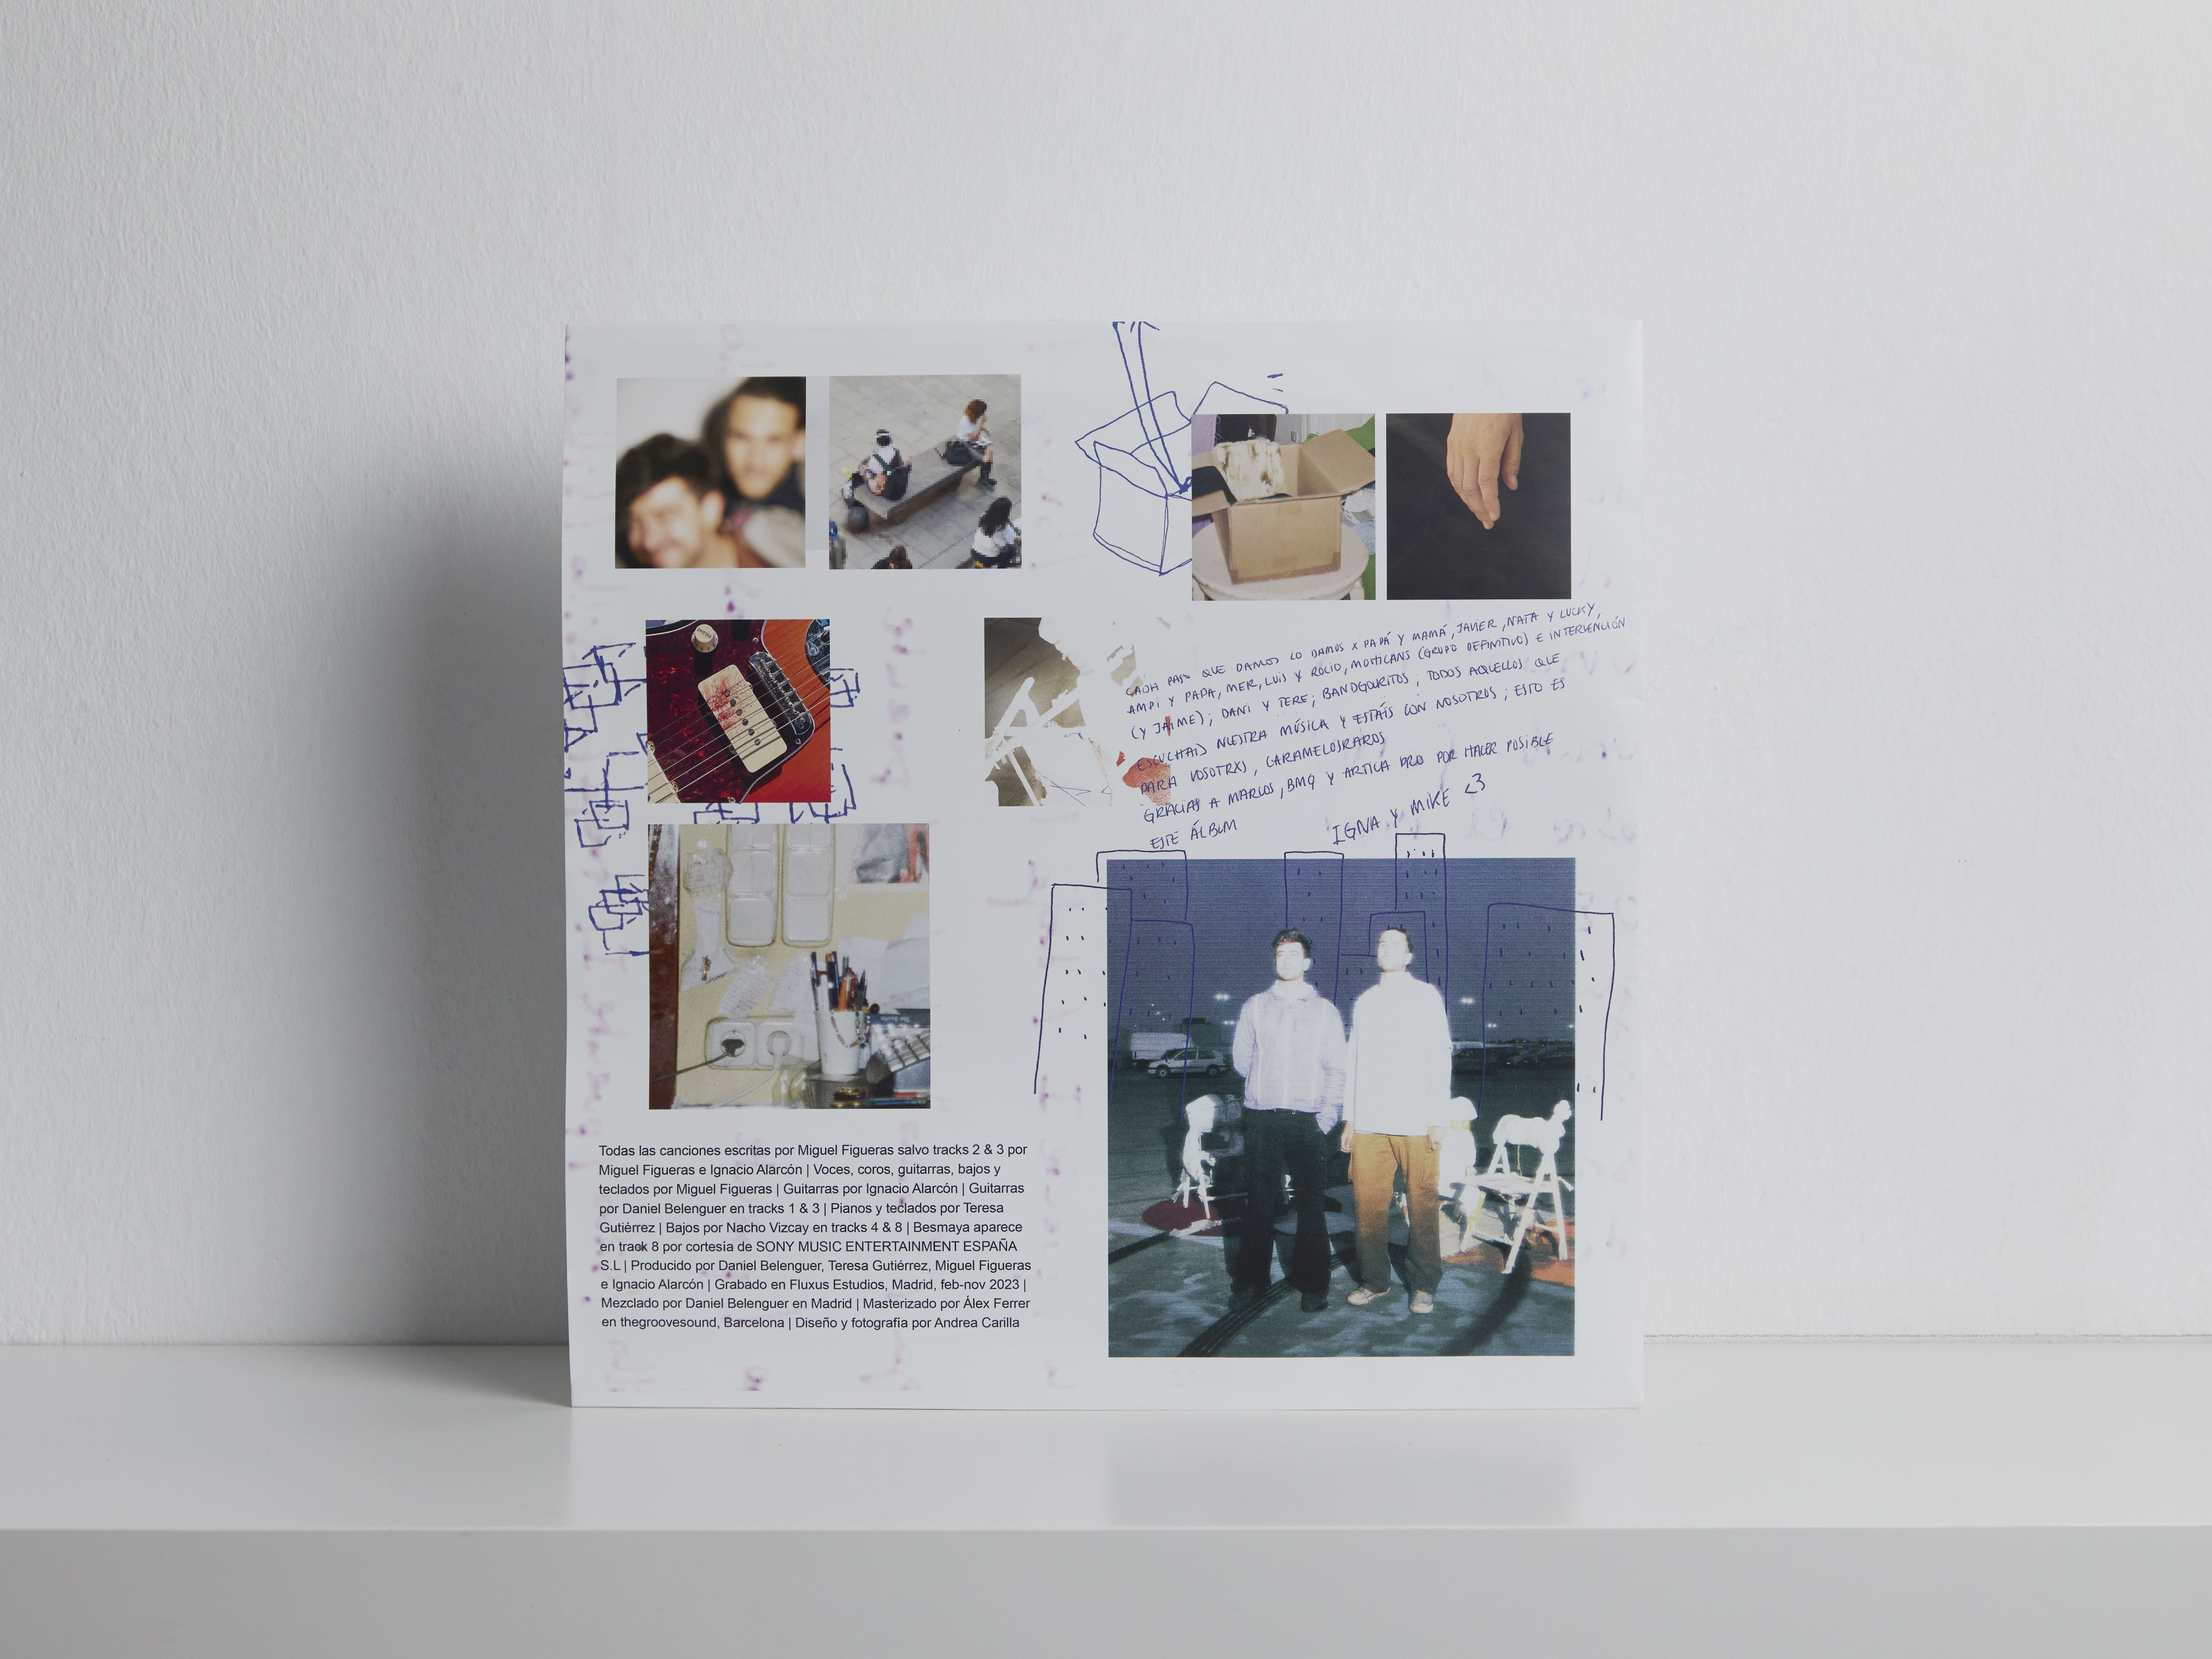 CADA PASO QUE DAMOS LO DAMOS X PAPÁ Y MAMÁ, JAVIER, NATA Y LUCKY;
AMPI Y PAPA, MER, LUIS Y ROCIO, MOHICANS (GRUPO DEFINITIVO) E INTERVENCIÓN
(Y JAIME); DANI Y TERE; BANDGOURITOS; TODOS AQUELLOS QUE
ESCUCHAIS NUESTRA MÚSICA Y ESTÁIS CON NOSOTROS; ESTO ES
PARA VOSOTRXS, CARAMELOSRAROS
GRACIAS A MARCOS, BMQ Y ARTICA PRO POR HACER POSIBLE
ESTE ÁLBUM
IGNA Y MIKE <3
Todas las canciones escritas por Miguel Figueras salvo tracks 2 & 3 por
Miguel Figueras e Ignacio Alarcón | Voces, coros, guitarras, bajos y
teclados por Miguel Figueras | Guitarras por Ignacio Alarcón | Guitarras
por Daniel Belenguer en tracks 1 & 3 | Pianos y teclados por Teresa
Gutiérrez | Bajos por Nacho Vizcay en tracks 4 & 8 | Besmaya aparece
en track 8 por cortesía de SONY MUSIC ENTERTAINMENT ESPAÑA
S.L | Producido por Daniel Belenguer, Teresa Gutiérrez, Miguel Figueras
e Ignacio Alarcón | Grabado en Fluxus Estudios, Madrid, feb-nov 2023 |
Mezclado por Daniel Belenguer en Madrid | Masterizado por Álex Ferrer
en thegroovesound, Barcelona | Diseño y fotografía por Andrea Carilla